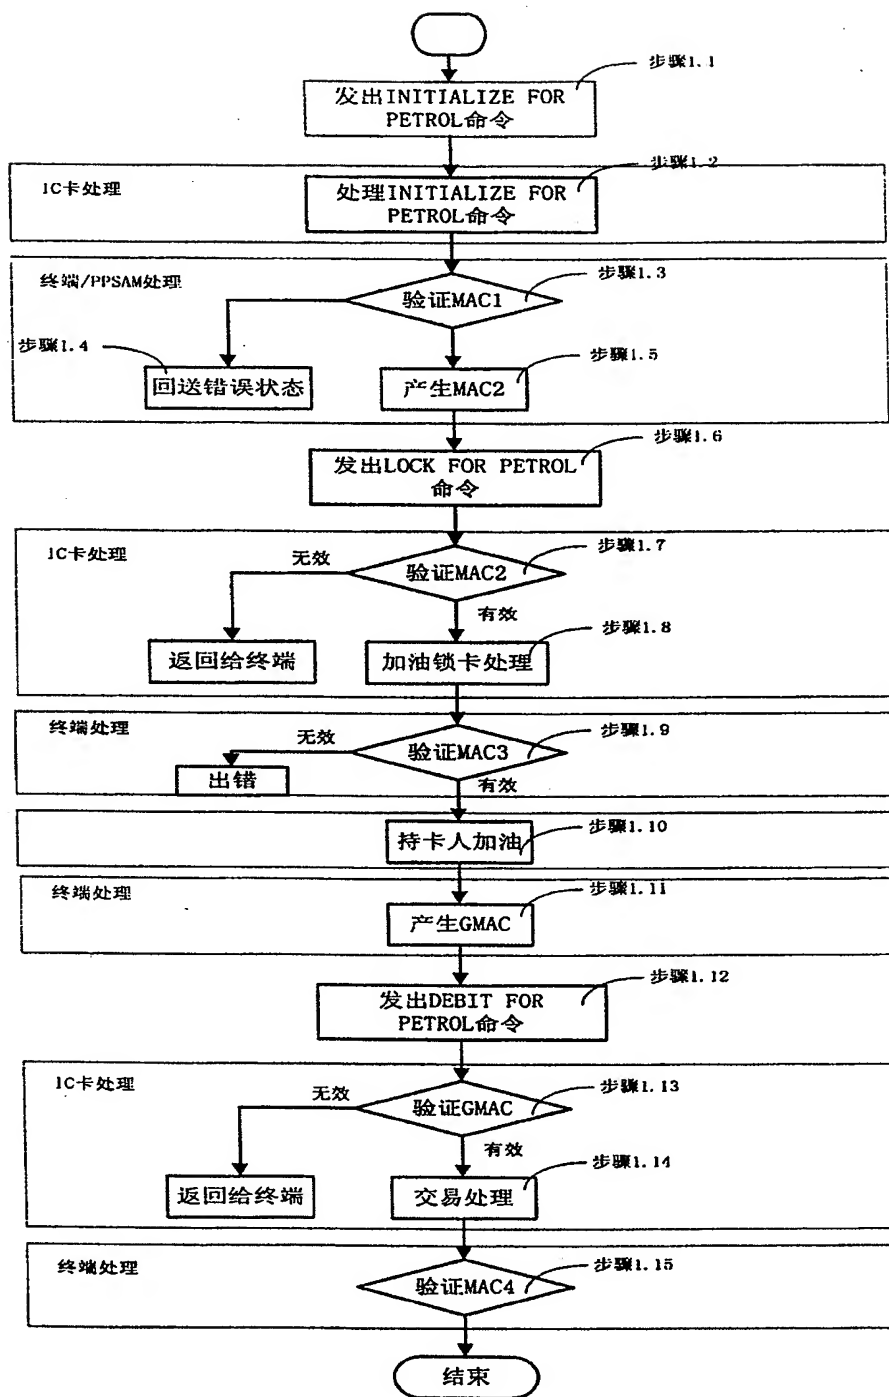 步骤1.1
发出INITIALIZE FOR
PETROL命令
步骤1.2
IC卡处理
处理INITIALIZE FOR
PETROL命令
终端/PPSAM处理
步骤1.3
验证MAC1
步骤1.4
步骤1.5
回送错误状态
产生MAC2
步骤1.6
发出LOCK FOR PETROL
命令
IC卡处理
步骤1.7
无效
验证MAC2
有效
步骤1.8
返回给终端
加油锁卡处理
终端处理
步骤1.9
无效
验证MAC3
出错
有效
步骤1.10
持卡人加油
终端处理
步骤1.11
产生GMAC
步骤1.12
发出DEBIT FOR
PETROL命令
IC卡处理
步骤1.13
无效
验证GMAC
有效
步骤1.14
返回给终端
交易处理
终端处理
步骤1.15
验证MAC4
结束